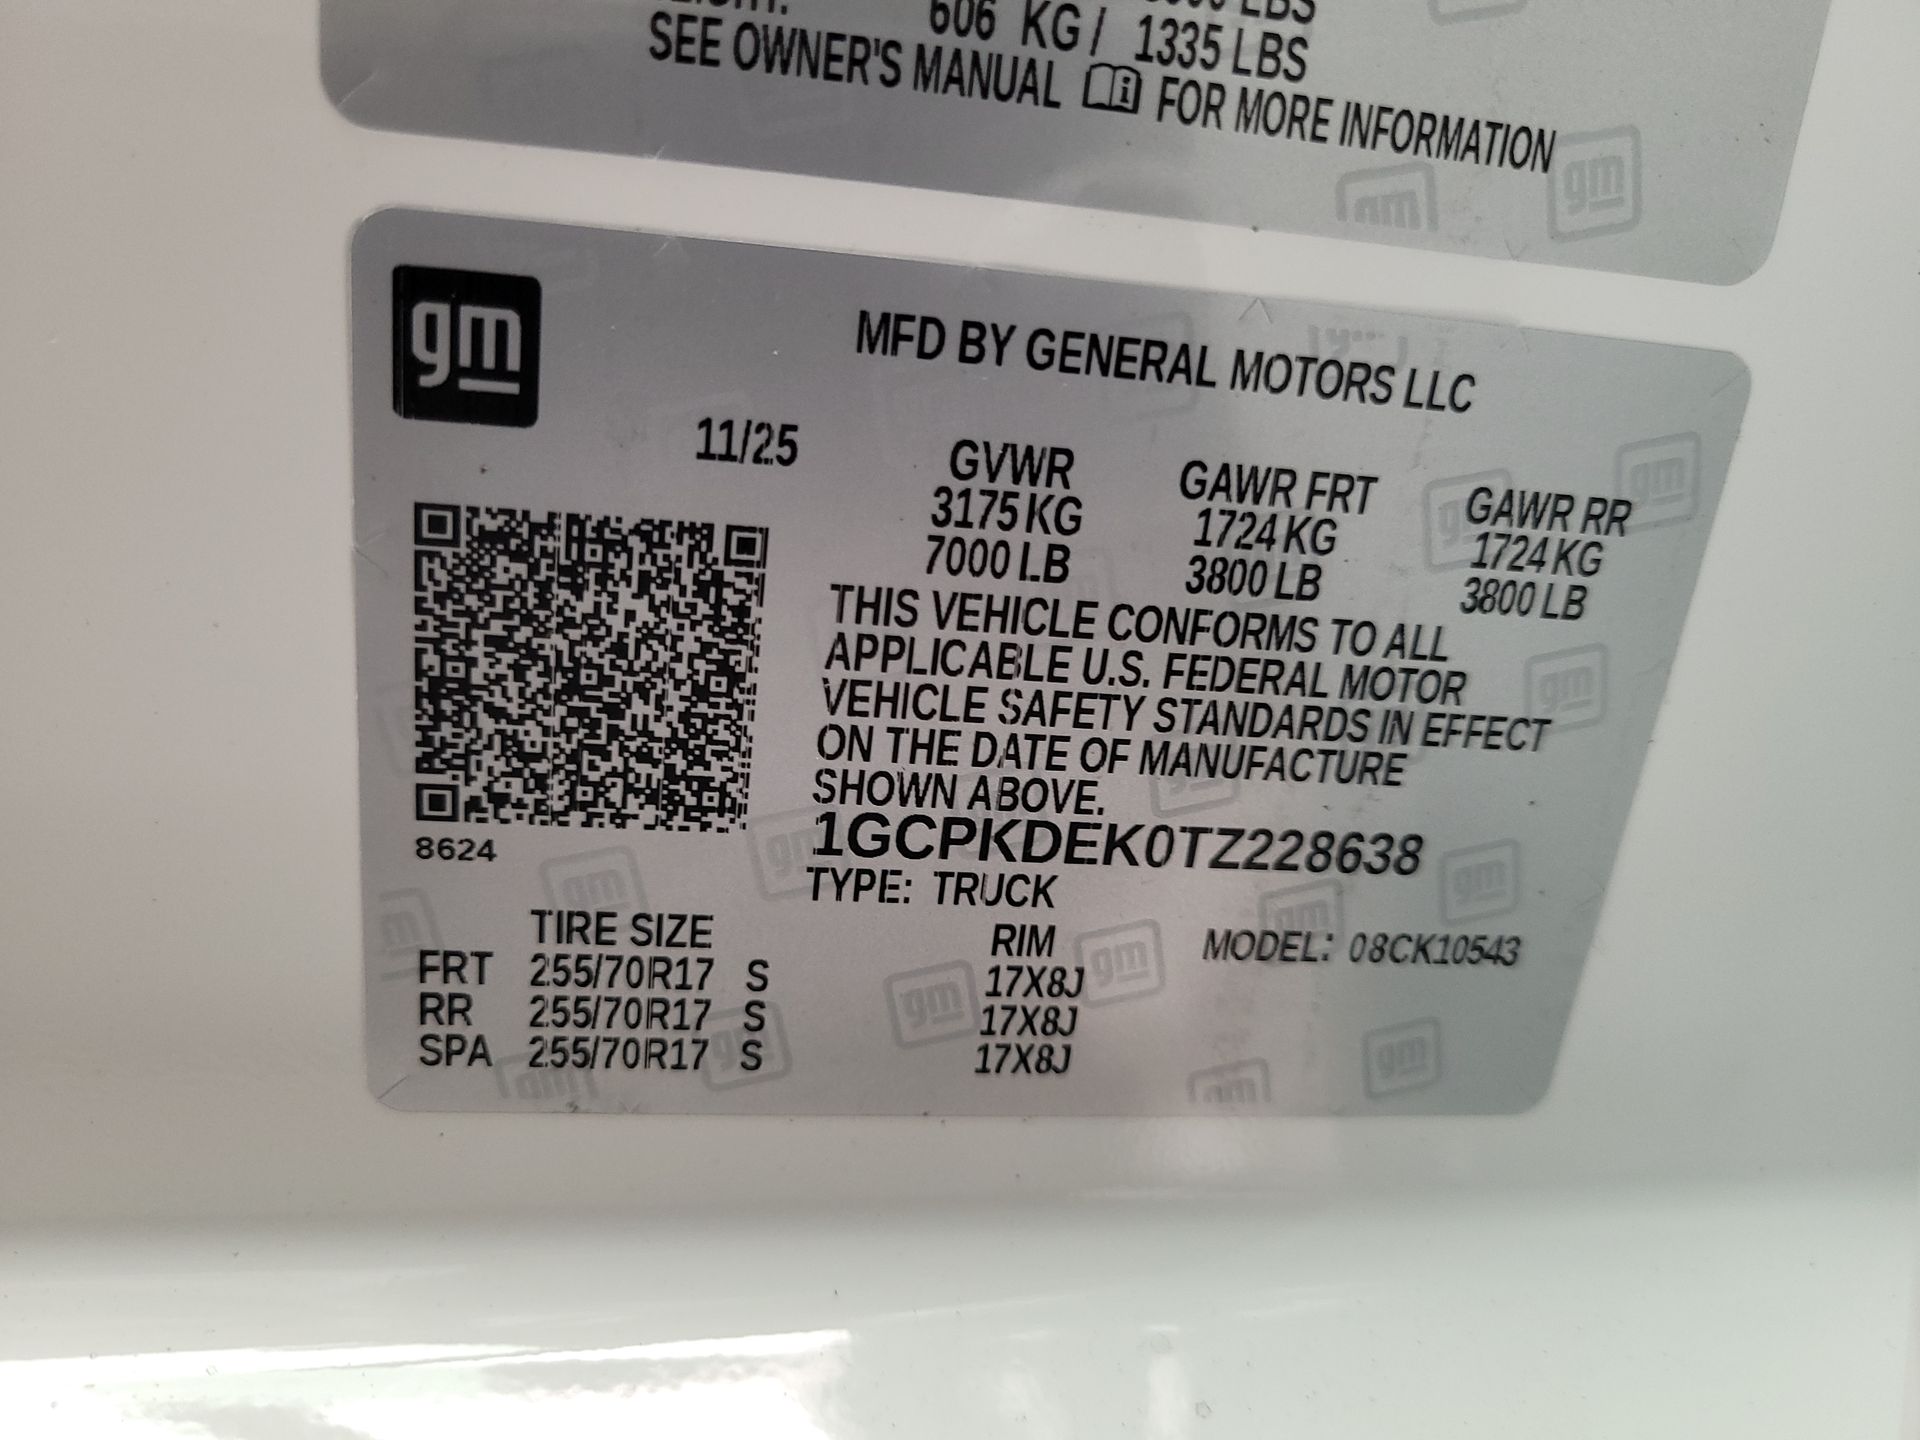 606 KG / 1335 LBS
SEE OWNER'S MANUAL FOR MORE INFORMATION
gm
MFD BY GENERAL MOTORS LLC
11/25
GVWR GAWR FRT GAWR RR
3175 KG 1724 KG 1724 KG
7000 LB 3800 LB 3800 LB
THIS VEHICLE CONFORMS TO ALL
APPLICABLE U.S. FEDERAL MOTOR
VEHICLE SAFETY STANDARDS IN EFFECT
ON THE DATE OF MANUFACTURE
SHOWN ABOVE.
1GCPKDEK0TZ228638
8624
TYPE: TRUCK
MODEL: 08CK10543
TIRE SIZE RIM
FRT 255/70R17 S 17X8J
RR 255/70R17 S 17X8J
SPA 255/70R17 S 17X8J